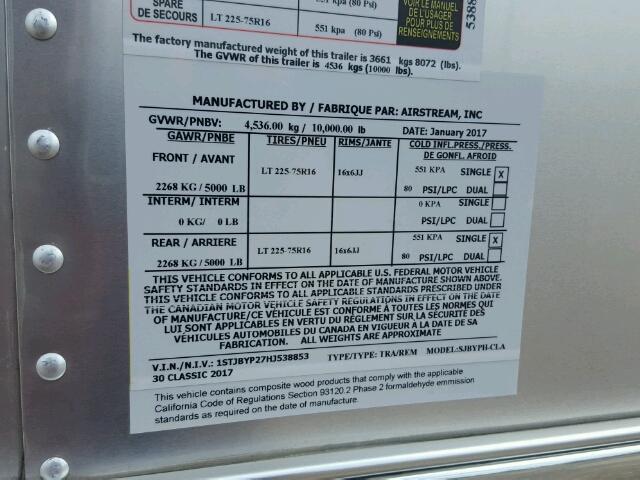 SPARE
DE SECOURS
LT 225-75R16
551 kpa (80 Psi)
VOIR LE MANUEL
DE L'USAGER
POUR PLUS DE
RENSEIGNEMENTS
5388
The factory manufactured weight of this trailer is 3661 kgs 8072 (lbs).
The GVWR of this trailer is 4536 kgs (10000 lbs).
MANUFACTURED BY / FABRIQUE PAR: AIRSTREAM, INC
GVWR/PNBV: 4,536.00 kg / 10,000.00 lb DATE: January 2017
GAWR/PNBE TIRES/PNEU RIMS/JANTE COLD INFL.PRESS./PRESS.
DE GONFL. AFROID
FRONT / AVANT LT 225-75R16 16x6JJ 551 KPA SINGLE X
2268 KG/ 5000 LB 80 PSI/LPC DUAL
INTERM/ INTERM 0 KPA SINGLE
0 KG/ 0 LB PSI/LPC DUAL
REAR / ARRIERE LT 225-75R16 16x6JJ 551 KPA SINGLE X
2268 KG/ 5000 LB 80 PSI/LPC DUAL
THIS VEHICLE CONFORMS TO ALL APPLICABLE U.S. FEDERAL MOTOR VEHICLE
SAFETY STANDARDS IN EFFECT ON THE DATE OF MANUFACTURE SHOWN ABOVE.
THIS VEHICLE CONFORMS TO ALL APPLICABLE STANDARDS PRESCRIBED UNDER
THE CANADIAN MOTOR VEHICLE SAFETY REGULATIONS IN EFFECT ON THE DATE
OF MANUFACTURE/CE VÉHICULE EST CONFORME A TOUTES LES NORMES QUI
LUI SONT APPLICABLES EN VERTU DU RÉGLEMENT SUR LA SÉCURITÉ DES
VÉHICULES AUTOMOBILES DU CANADA EN VIGUEUR A LA DATE DE SA
FABRICATION. ALL WEIGHTS ARE APPROXIMATE
V.I.N./N.I.V.: 1STJBYP27HJ538853 TYPE/TYPE: TRA/REM MODEL:SJBYPH-CLA
30 CLASSIC 2017
This vehicle contains composite wood products that comply with the
California Code of Regulations Section 93120.2 Phase 2 formaldehyde emmission
standards as required on the date of manufacture.